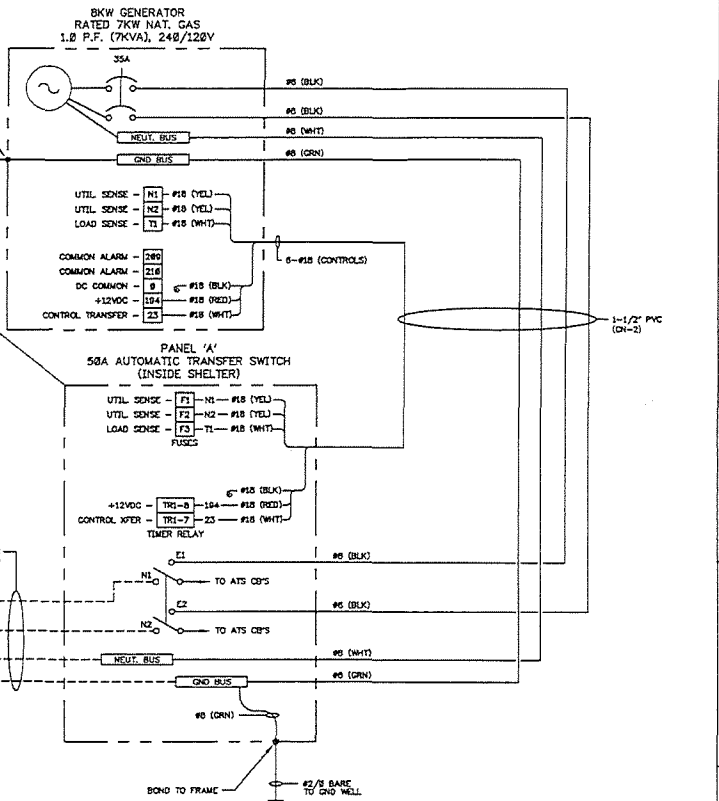 8KW GENERATOR
RATED 7KW NAT. GAS
1.0 P.F. (7KVA), 240/120V
35A
#6 (BLK)
#6 (BLK)
#6 (WHT)
NEUT. BUS
#6 (GRN)
GND BUS
UTIL SENSE - N1 - #18 (YEL)
UTIL SENSE - N2 - #18 (YEL)
LOAD SENSE - T1 - #18 (WHT)
6-#18 (CONTROLS)
COMMON ALARM - 209
COMMON ALARM - 210
DC COMMON - 0 #18 (BLK)
+12VDC - 194 #18 (RED)
CONTROL TRANSFER - 23 #18 (WHT)
1-1/2" PVC
(CN-2)
PANEL 'A'
50A AUTOMATIC TRANSFER SWITCH
(INSIDE SHELTER)
UTIL SENSE - F1 - N1 - #18 (YEL)
UTIL SENSE - F2 - N2 - #18 (YEL)
LOAD SENSE - F3 - T1 - #18 (WHT)
FUSES
#18 (BLK)
+12VDC - TR1-8 - 194 - #18 (RED)
CONTROL XFER - TR1-7 - 23 - #18 (WHT)
TIMER RELAY
E1
#6 (BLK)
N1
TO ATS CB'S
E2
#6 (BLK)
N2
TO ATS CB'S
#6 (WHT)
NEUT. BUS
#6 (GRN)
GND BUS
#6 (GRN)
BOND TO FRAME
#2/0 BARE
TO GND WELL